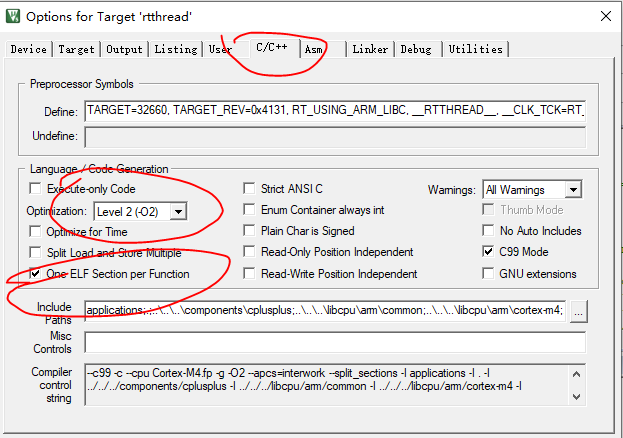 Options for Target 'rtthread'
Device Target Output Listing User C/C++ Asm Linker Debug Utilities
Preprocessor Symbols
Define: TARGET=32660, TARGET_REV=0x4131, RT_USING_ARM_LIBC, __RTTHREAD__, __CLK_TCK=RT_
Undefine:
Language / Code Generation
Execute-only Code Strict ANSI C Warnings: All Warnings
Optimization: Level 2 (-O2) Enum Container always int Thumb Mode
Optimize for Time Plain Char is Signed No Auto Includes
Split Load and Store Multiple Read-Only Position Independent C99 Mode
One ELF Section per Function Read-Write Position Independent GNU extensions
Include Paths applications;.;..\..\..\components\cplusplus;..\..\..\libcpu\arm\common;..\..\..\libcpu\arm\cortex-m4; ...
Misc Controls
Compiler control string --c99 -c --cpu Cortex-M4.fp -g -O2 --apcs=interwork --split_sections -I applications -I . -I
../../../components/cplusplus -I ../../../libcpu/arm/common -I ../../../libcpu/arm/cortex-m4 -I